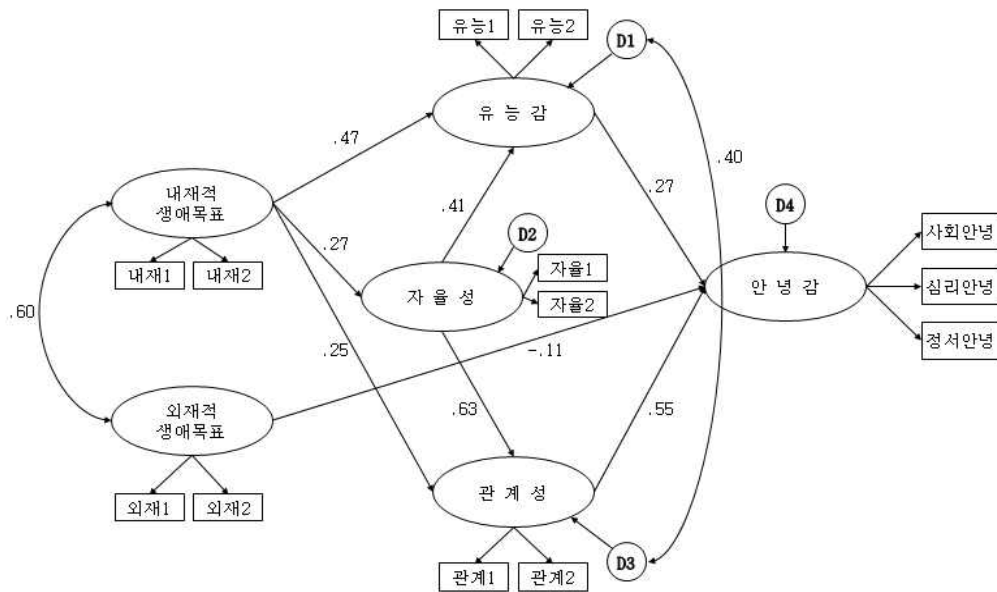 유능1 유능2 D1
유 능 감
.47
.40
내재적
생애목표
.27
D4
.41
D2
사회안녕
.27
자율1
내재1 내재2
자 율 성
안 녕 감
심리안녕
자율2
.60
정서안녕
.25
-.11
외재적
생애목표
.63
.55
관 계 성
외재1 외재2
D3
관계1 관계2